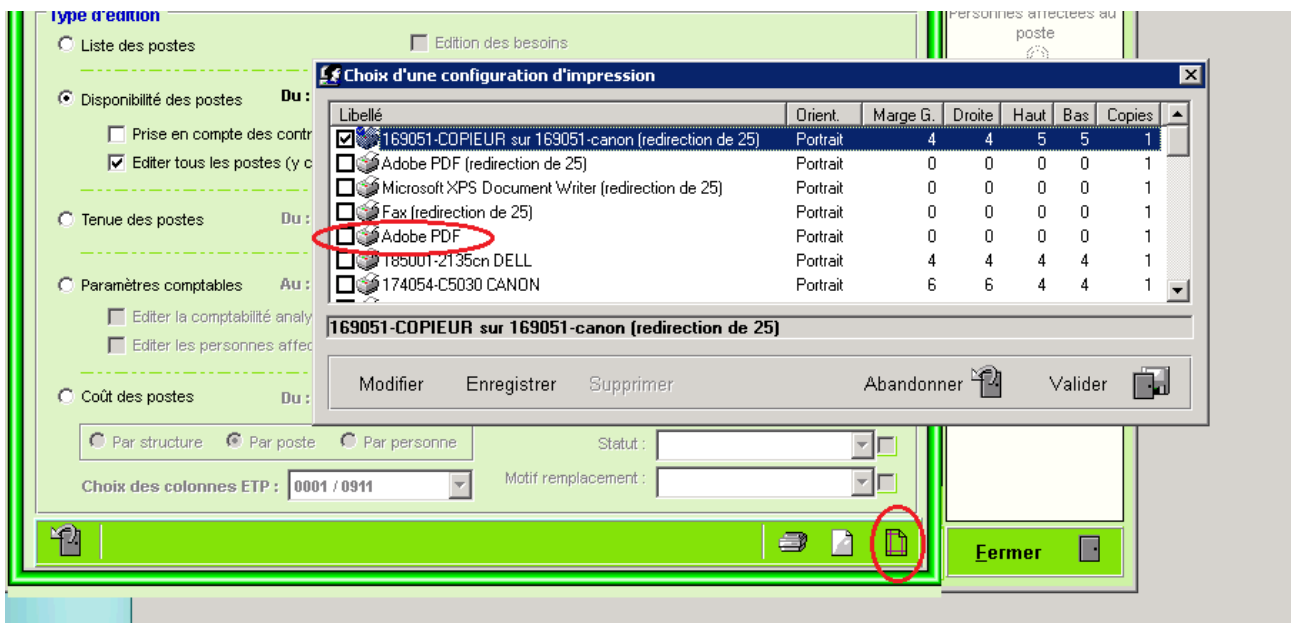 Type d'édition
Personnes affectées au
poste
Liste des postes
Edition des besoins
Disponibilité des postes Du :
Prise en compte des contr
Editer tous les postes (y c
Tenue des postes Du :
Paramètres comptables Au :
Editer la comptabilité analy
Editer les personnes affec
Coût des postes Du :
Par structure Par poste Par personne
Statut :
Choix des colonnes ETP : 0001 / 0911
Motif remplacement :
Fermer
Choix d'une configuration d'impression
Libellé Orient. Marge G. Droite Haut Bas Copies
169051-COPIEUR sur 169051-canon (redirection de 25) Portrait 4 4 5 5 1
Adobe PDF (redirection de 25) Portrait 0 0 0 0 1
Microsoft XPS Document Writer (redirection de 25) Portrait 0 0 0 0 1
Fax (redirection de 25) Portrait 0 0 0 0 1
Adobe PDF Portrait 0 0 0 0 1
185001-2135cn DELL Portrait 4 4 4 4 1
174054-C5030 CANON Portrait 6 6 4 4 1
169051-COPIEUR sur 169051-canon (redirection de 25)
Modifier Enregistrer Supprimer Abandonner Valider